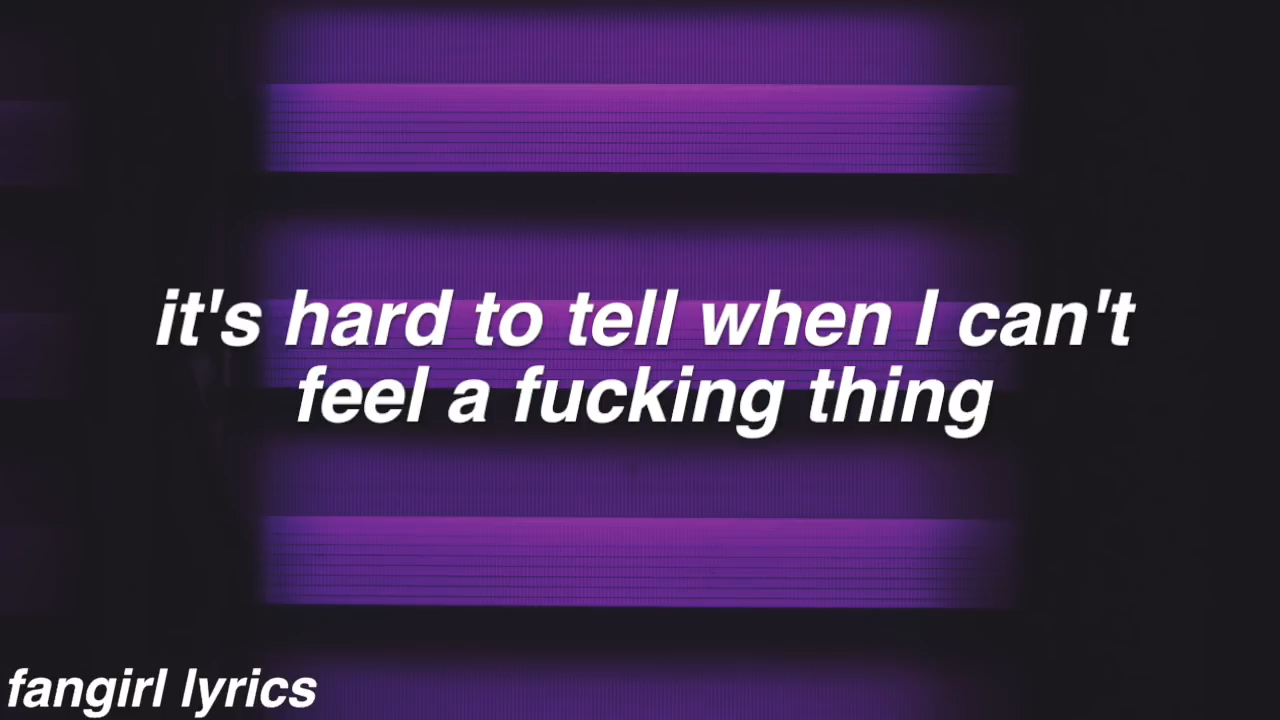 it's hard to tell when I can't
feel a fucking thing
fangirl lyrics